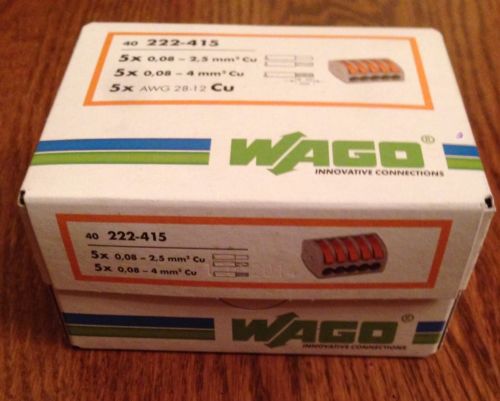 40 222-415
5x 0,08 – 2,5 mm² Cu
5x 0,08 – 4 mm² Cu
5x AWG 28-12 Cu
WAGO®
INNOVATIVE CONNECTIONS
40 222-415
5x 0,08 – 2,5 mm² Cu
5x 0,08 – 4 mm² Cu
WAGO
INNOVATIVE CONNECTIONS